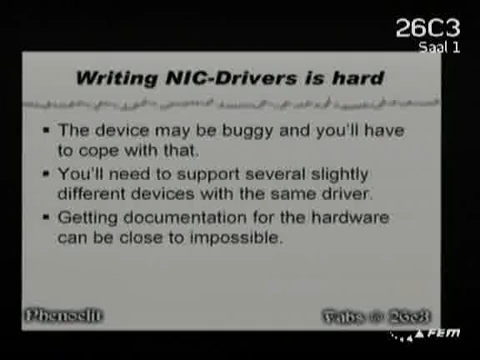 26C3
Saal 1
Writing NIC-Drivers is hard
▪ The device may be buggy and you'll have
to cope with that.
▪ You'll need to support several slightly
different devices with the same driver.
▪ Getting documentation for the hardware
can be close to impossible.
Phenoelit
Fabs @ 26c3
FEM